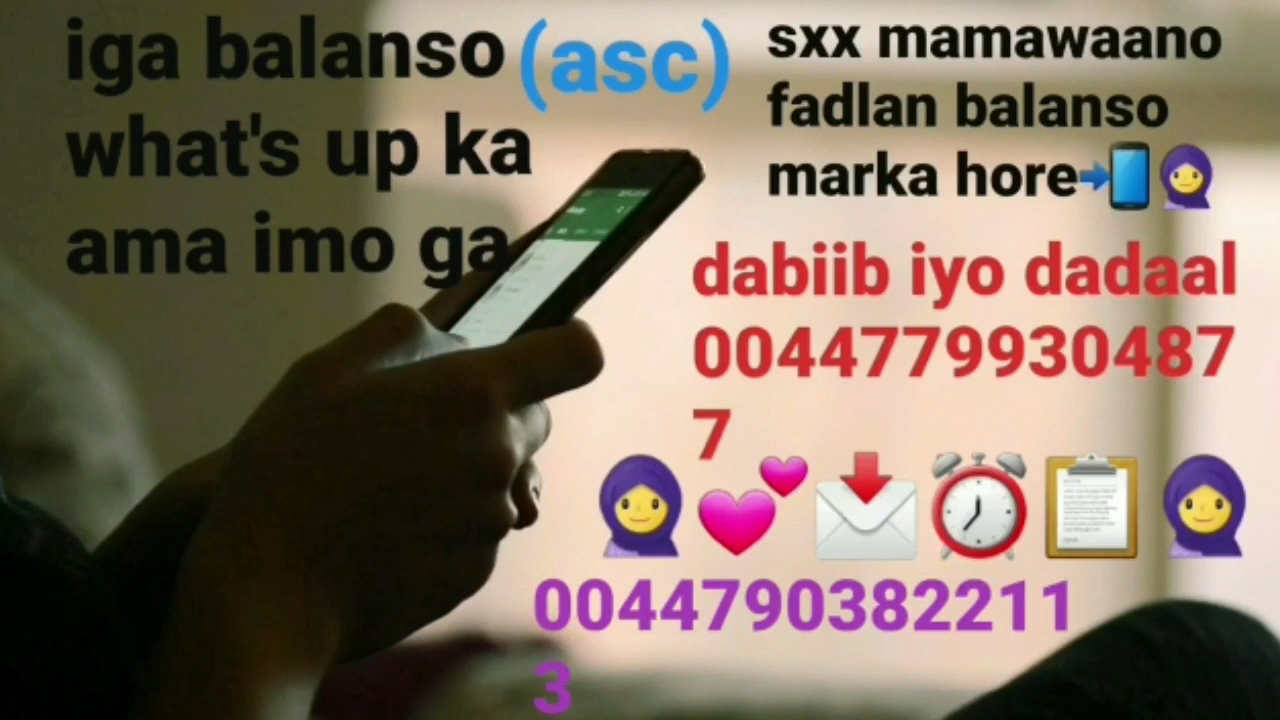 iga balanso
what's up ka
ama imo ga
(asc)
sxx mamawaano
fadlan balanso
marka hore
dabiib iyo dadaal
0044779930487
7
0044790382211
3